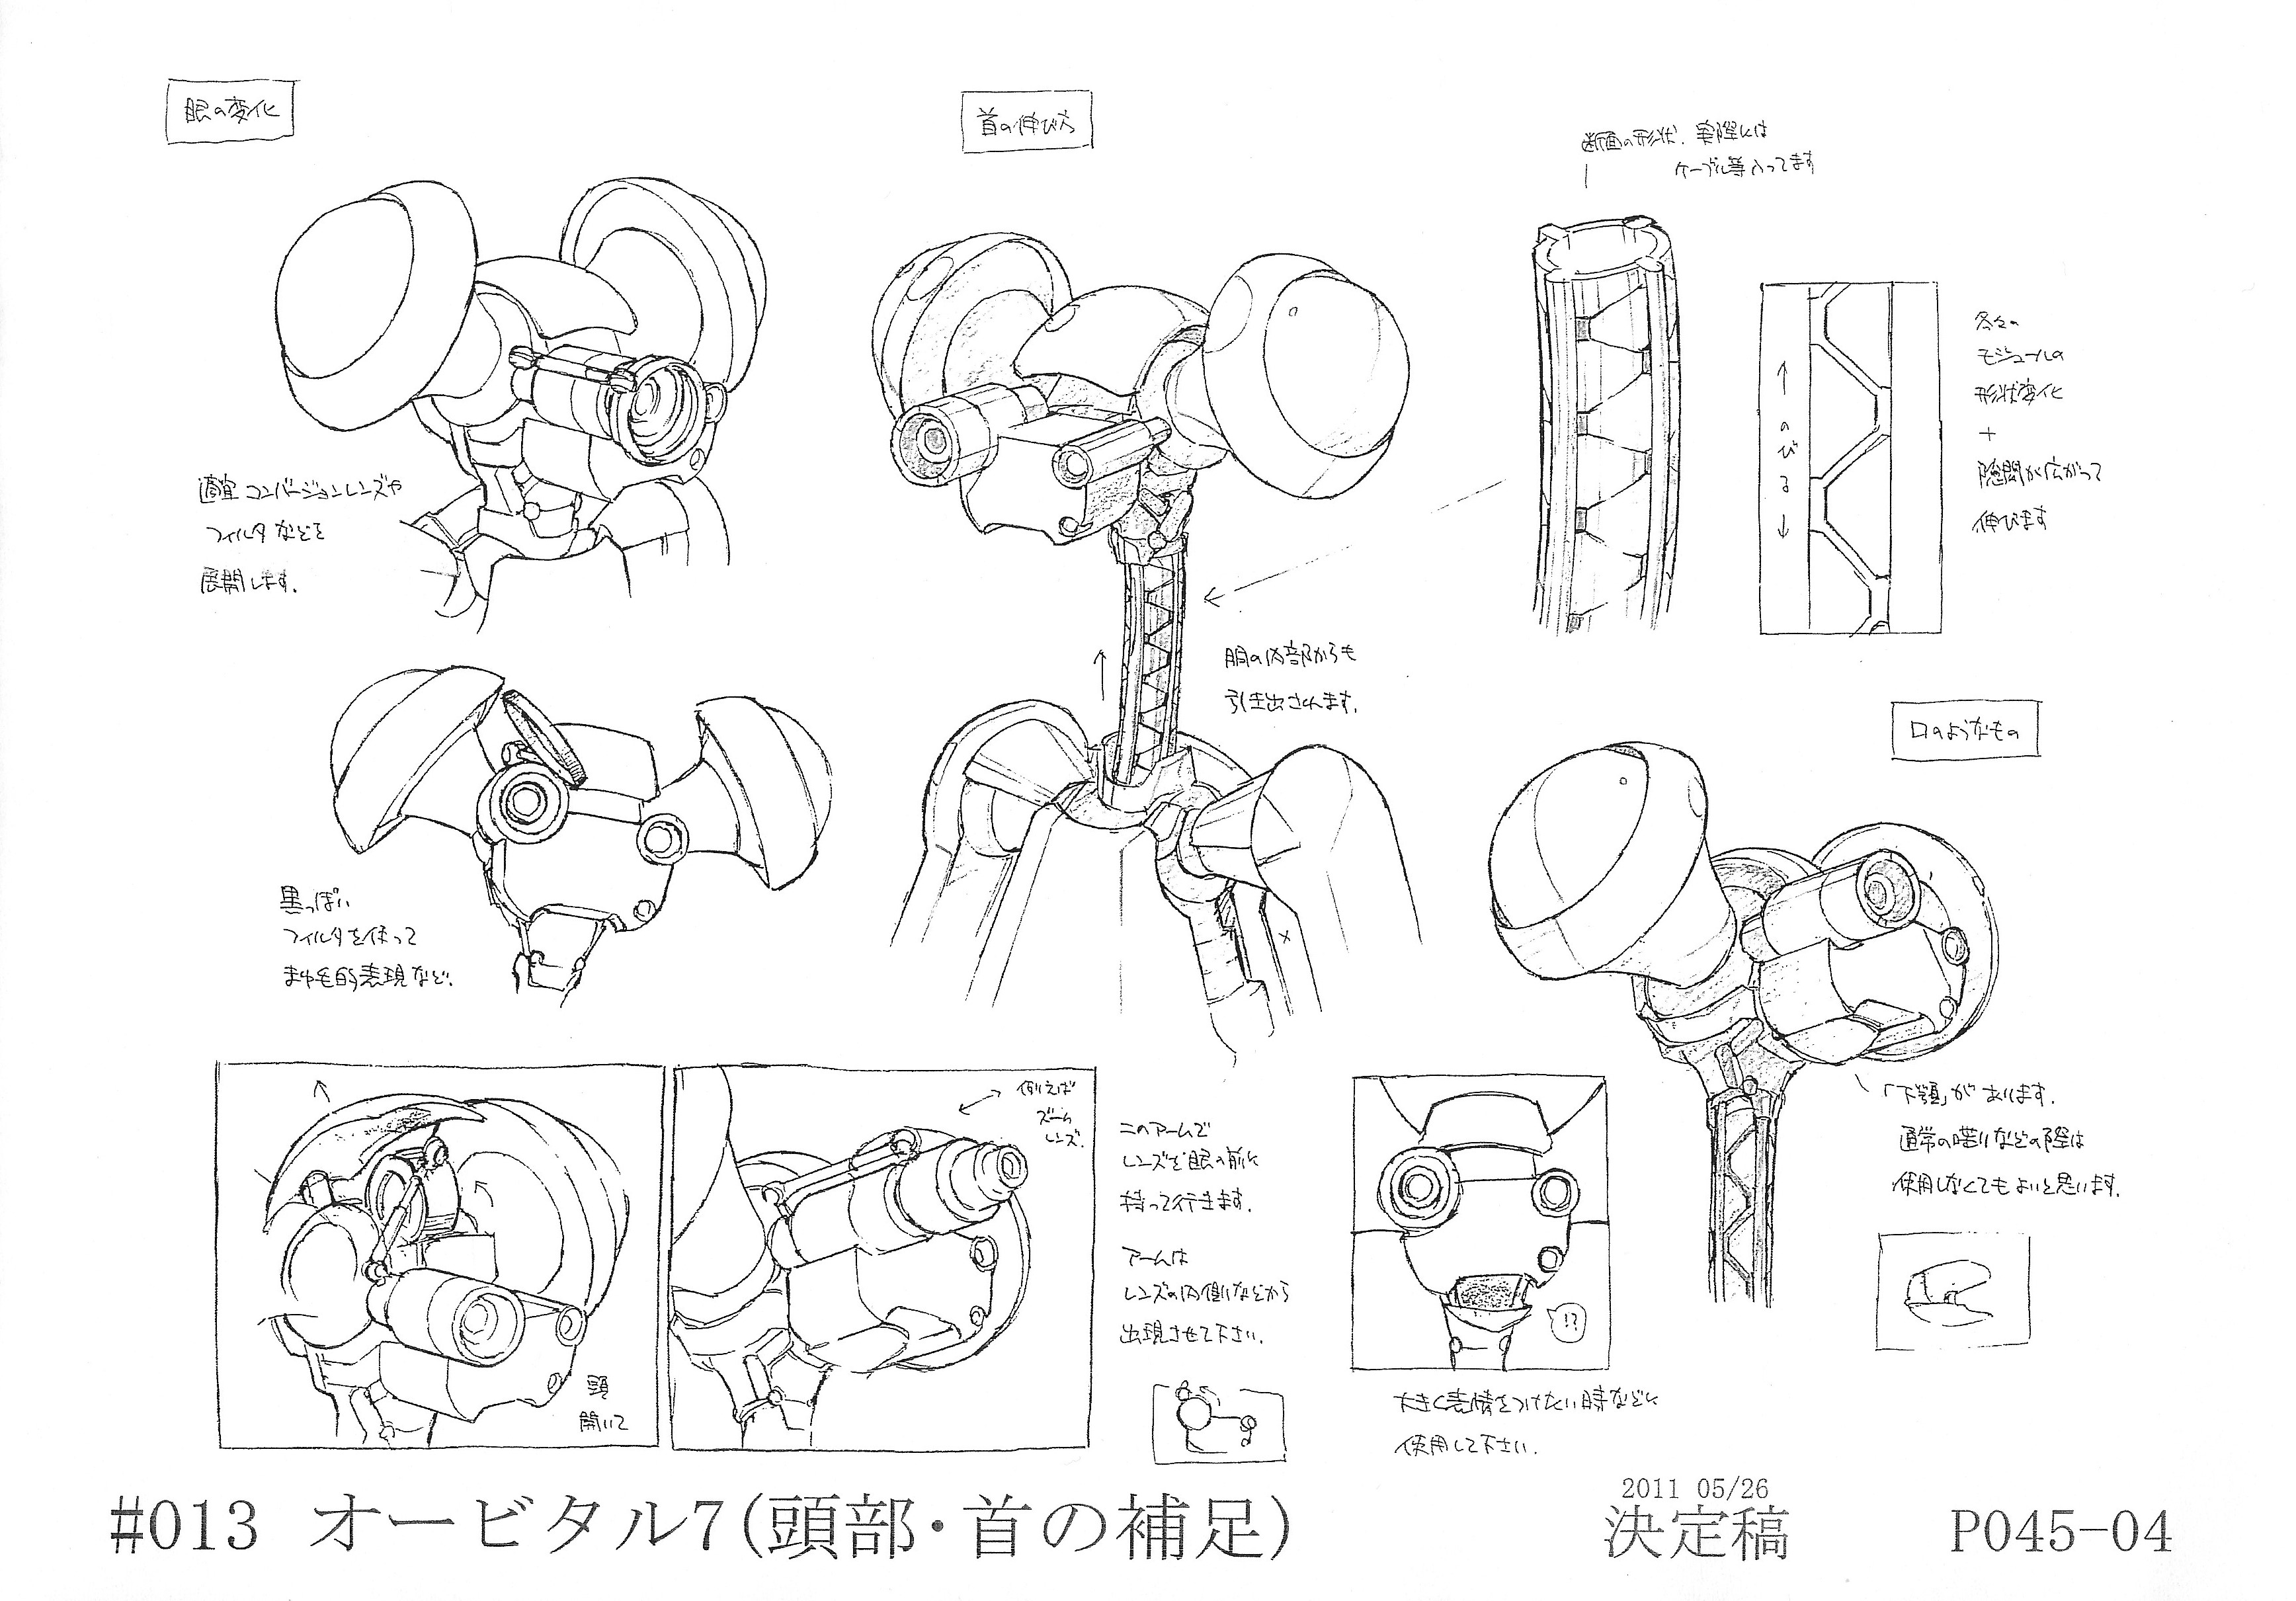 眼の変化
適宜コンバージョンレンズや
フィルタなどを
展開します。
黒っぽい
フィルタを使って
まゆ毛的表現など。
頭
開いて
例えば
ズーム
レンズ。
このアームで
レンズを眼の前に
持って行きます。
アームは
レンズの内側などから
出現させて下さい。
首の伸び方
胴の内部からも
引き出されます。
断面の形状。実際には
ケーブル等入ってます
のびる
各々の
モジュールの
形状変化
+
隙間が広がって
伸びます
口のようなもの
「下顎」があります。
通常の喋りなどの際は
使用しなくてもよいと思います。
!?
大きく表情をつけたい時などに
使用して下さい。
#013 オービタル7(頭部・首の補足)
2011 05/26
決定稿
P045-04